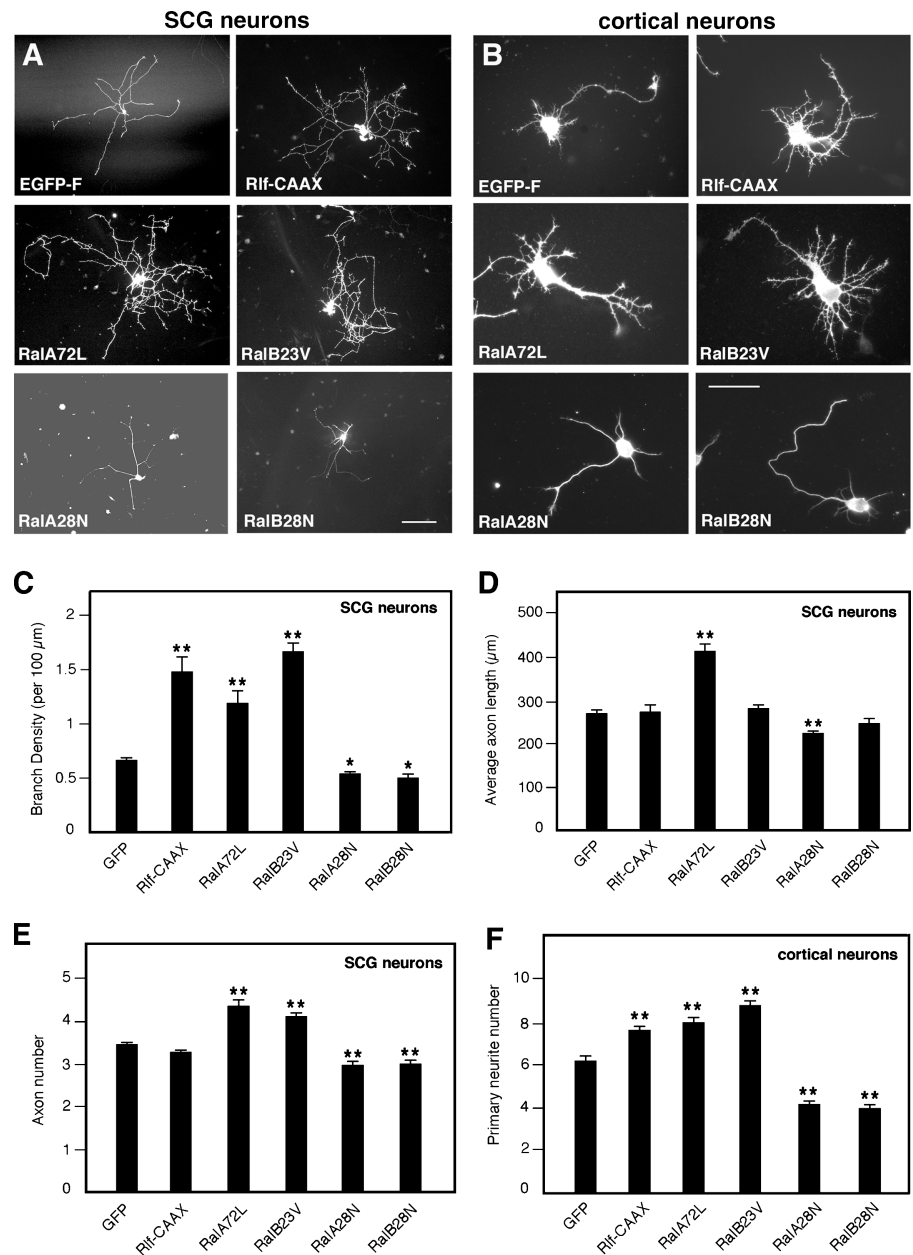 SCG neurons
cortical neurons
A
B
EGFP-F
Rlf-CAAX
EGFP-F
Rlf-CAAX
RalA72L
RalB23V
RalA72L
RalB23V
RalA28N
RalB28N
RalA28N
RalB28N
C
SCG neurons
Branch Density (per 100 µm)
2
1.5
1
0.5
0
** ** ** * *
GFP
Rlf-CAAX
RalA72L
RalB23V
RalA28N
RalB28N
D
SCG neurons
Average axon length (µm)
500
400
300
200
100
0
** **
GFP
Rlf-CAAX
RalA72L
RalB23V
RalA28N
RalB28N
E
SCG neurons
Axon number
5
4
3
2
1
0
** ** ** **
GFP
Rlf-CAAX
RalA72L
RalB23V
RalA28N
RalB28N
F
cortical neurons
Primary neurite number
10
8
6
4
2
0
** ** ** ** **
GFP
Rlf-CAAX
RalA72L
RalB23V
RalA28N
RalB28N